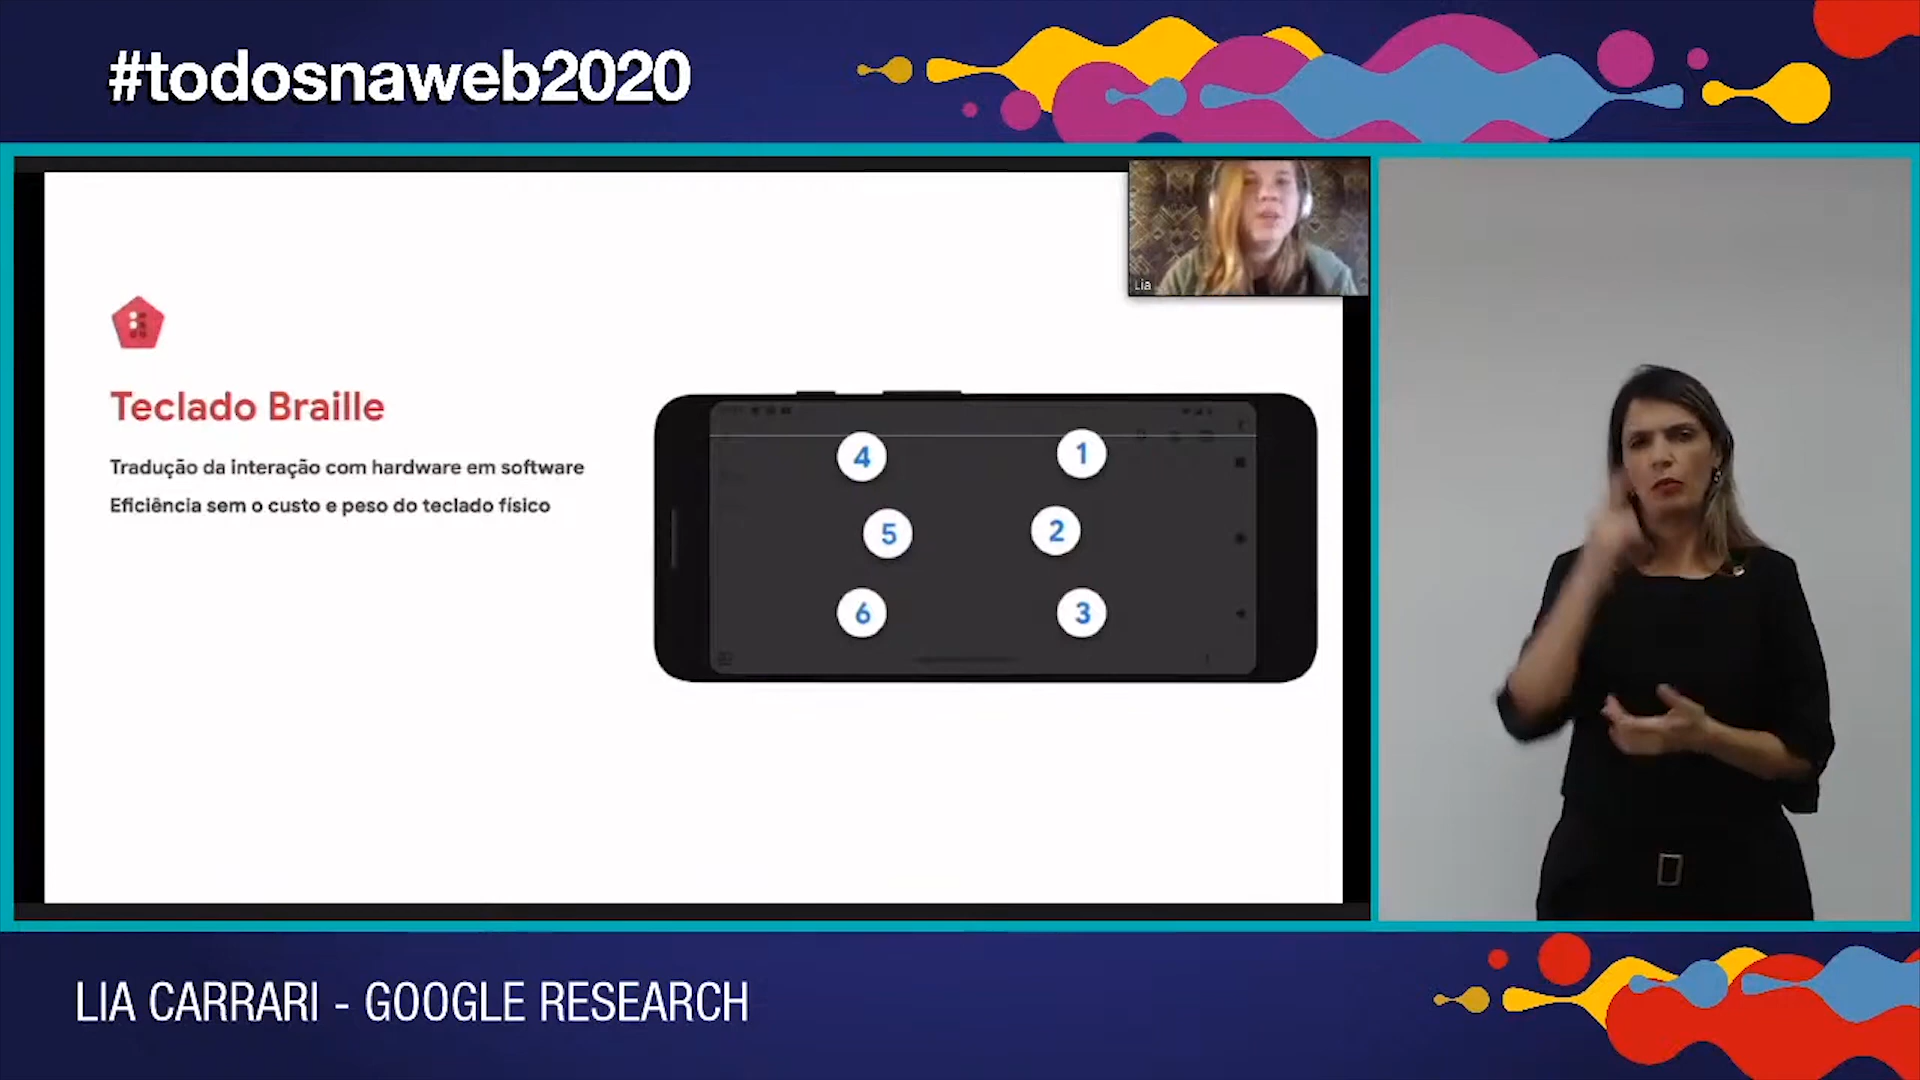 #todosnaweb2020
Lia
Teclado Braille
Tradução da interação com hardware em software
Eficiência sem o custo e peso do teclado físico
4 1
5 2
6 3
LIA CARRARI - GOOGLE RESEARCH